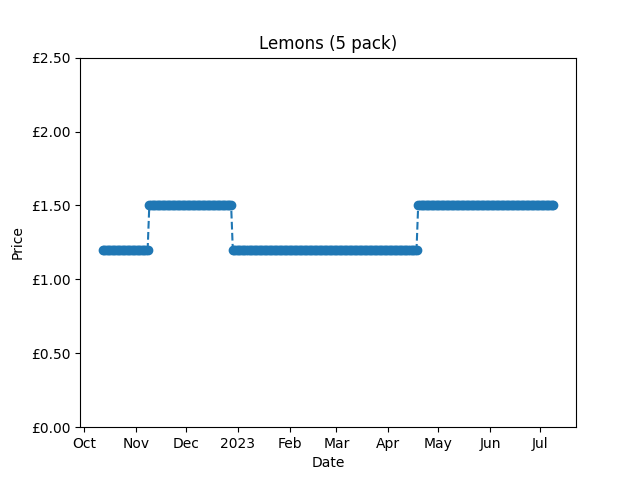 Lemons (5 pack)
£2.50
£2.00
£1.50
£1.00
£0.50
£0.00
Price
Oct Nov Dec 2023 Feb Mar Apr May Jun Jul
Date